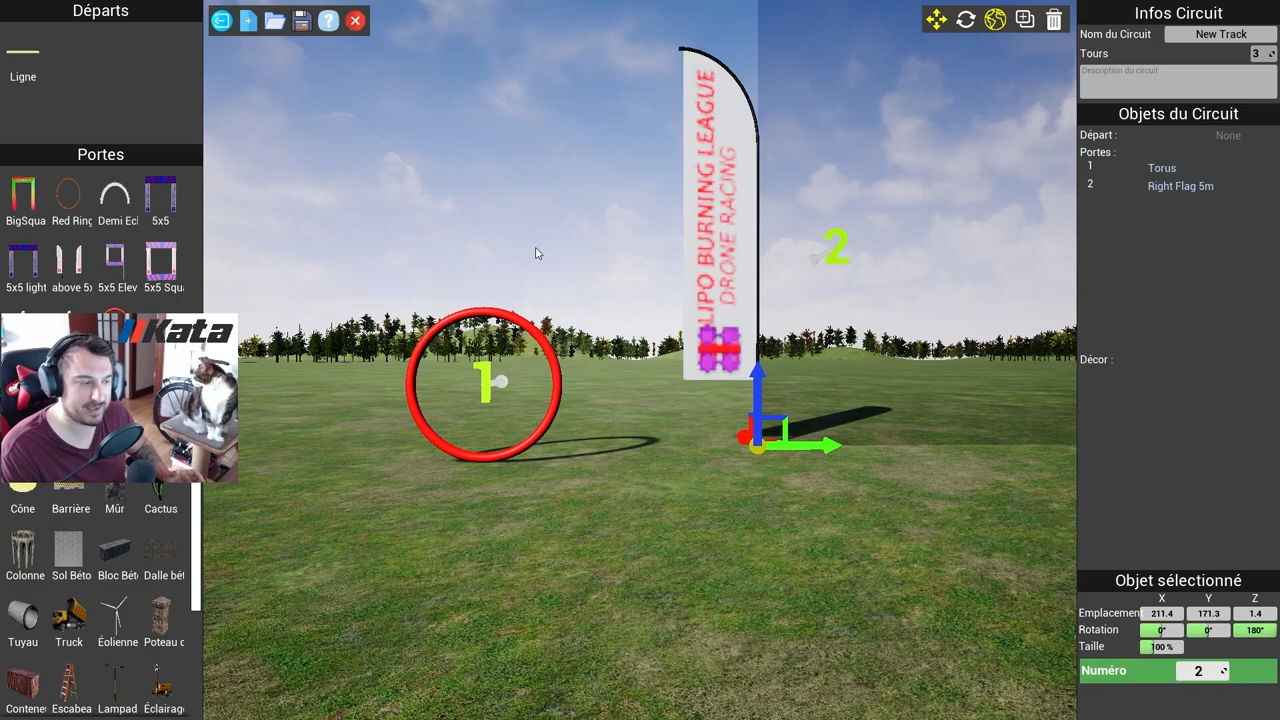 Départs
Ligne
Portes
BigSqua
Red Ring
Demi Ecl
5x5
5x5 light
above 5x
5x5 Elev
5x5 Squa
Kata
Cône
Barrière
Mûr
Cactus
Colonne
Sol Béto
Bloc Bét
Dalle bét
Tuyau
Truck
Éolienne
Poteau c
Contene
Escabea
Lampad
Éclairag
LIPO BURNING LEAGUE
DRONE RACING
1
2
Infos Circuit
Nom du Circuit New Track
Tours 3
Description du circuit
Objets du Circuit
Départ : None
Portes :
1 Torus
2 Right Flag 5m
Décor :
Objet sélectionné
X Y Z
Emplacement 211.4 171.3 1.4
Rotation 0° 0° 180°
Taille 100 %
Numéro 2